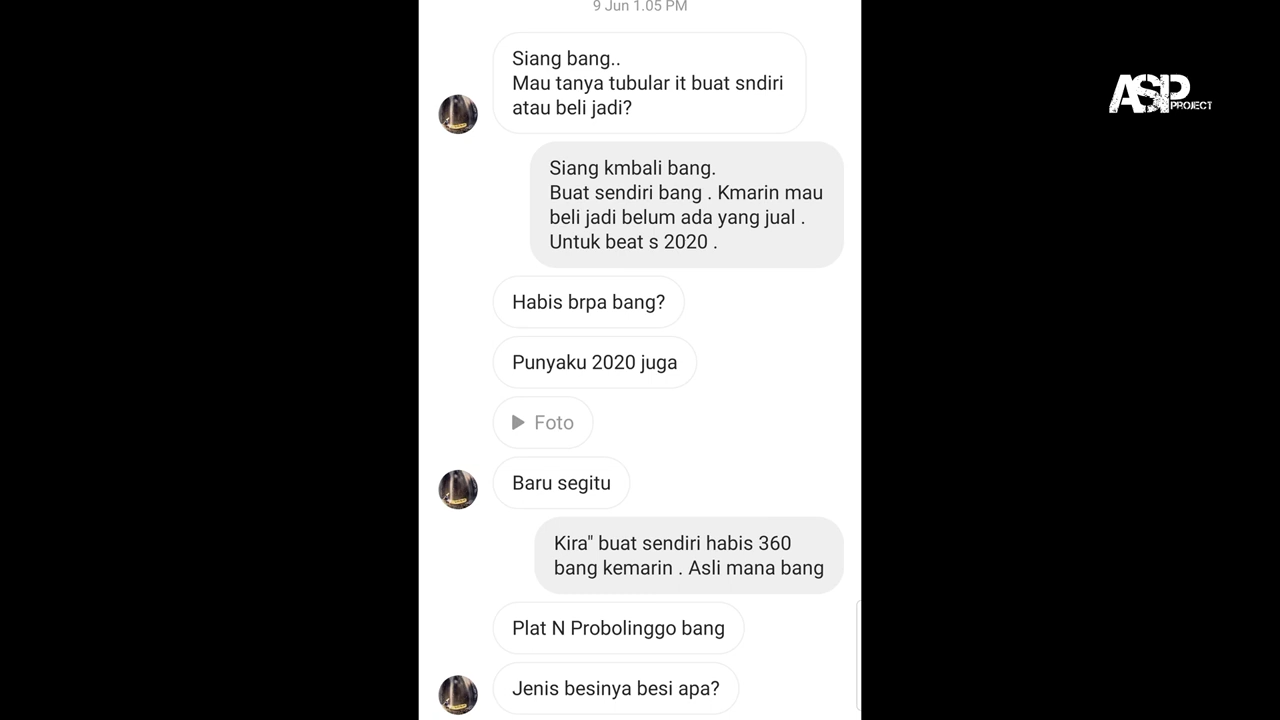 9 Jun 1.05 PM
Siang bang..
Mau tanya tubular it buat sndiri
atau beli jadi?
Siang kmbali bang.
Buat sendiri bang . Kmarin mau
beli jadi belum ada yang jual .
Untuk beat s 2020 .
Habis brpa bang?
Punyaku 2020 juga
Foto
Baru segitu
Kira" buat sendiri habis 360
bang kemarin . Asli mana bang
Plat N Probolinggo bang
Jenis besinya besi apa?
ASP
PROJECT